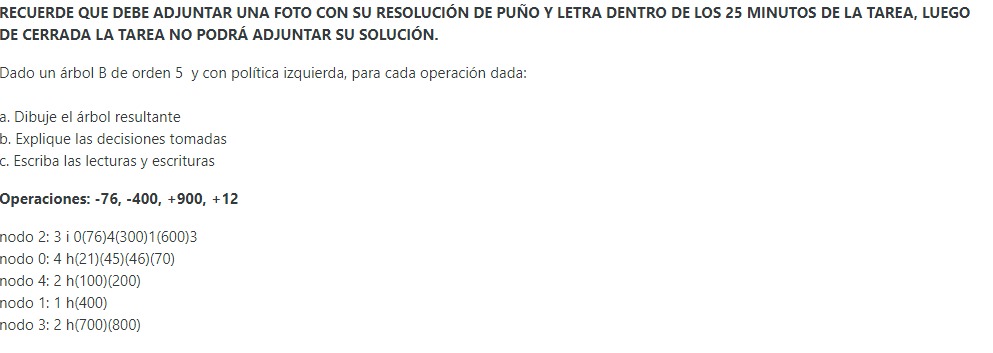 RECUERDE QUE DEBE ADJUNTAR UNA FOTO CON SU RESOLUCIÓN DE PUÑO Y LETRA DENTRO DE LOS 25 MINUTOS DE LA TAREA, LUEGO
DE CERRADA LA TAREA NO PODRÁ ADJUNTAR SU SOLUCIÓN.
Dado un árbol B de orden 5 y con política izquierda, para cada operación dada:
a. Dibuje el árbol resultante
b. Explique las decisiones tomadas
c. Escriba las lecturas y escrituras
Operaciones: -76, -400, +900, +12
nodo 2: 3 i 0(76)4(300)1(600)3
nodo 0: 4 h(21)(45)(46)(70)
nodo 4: 2 h(100)(200)
nodo 1: 1 h(400)
nodo 3: 2 h(700)(800)